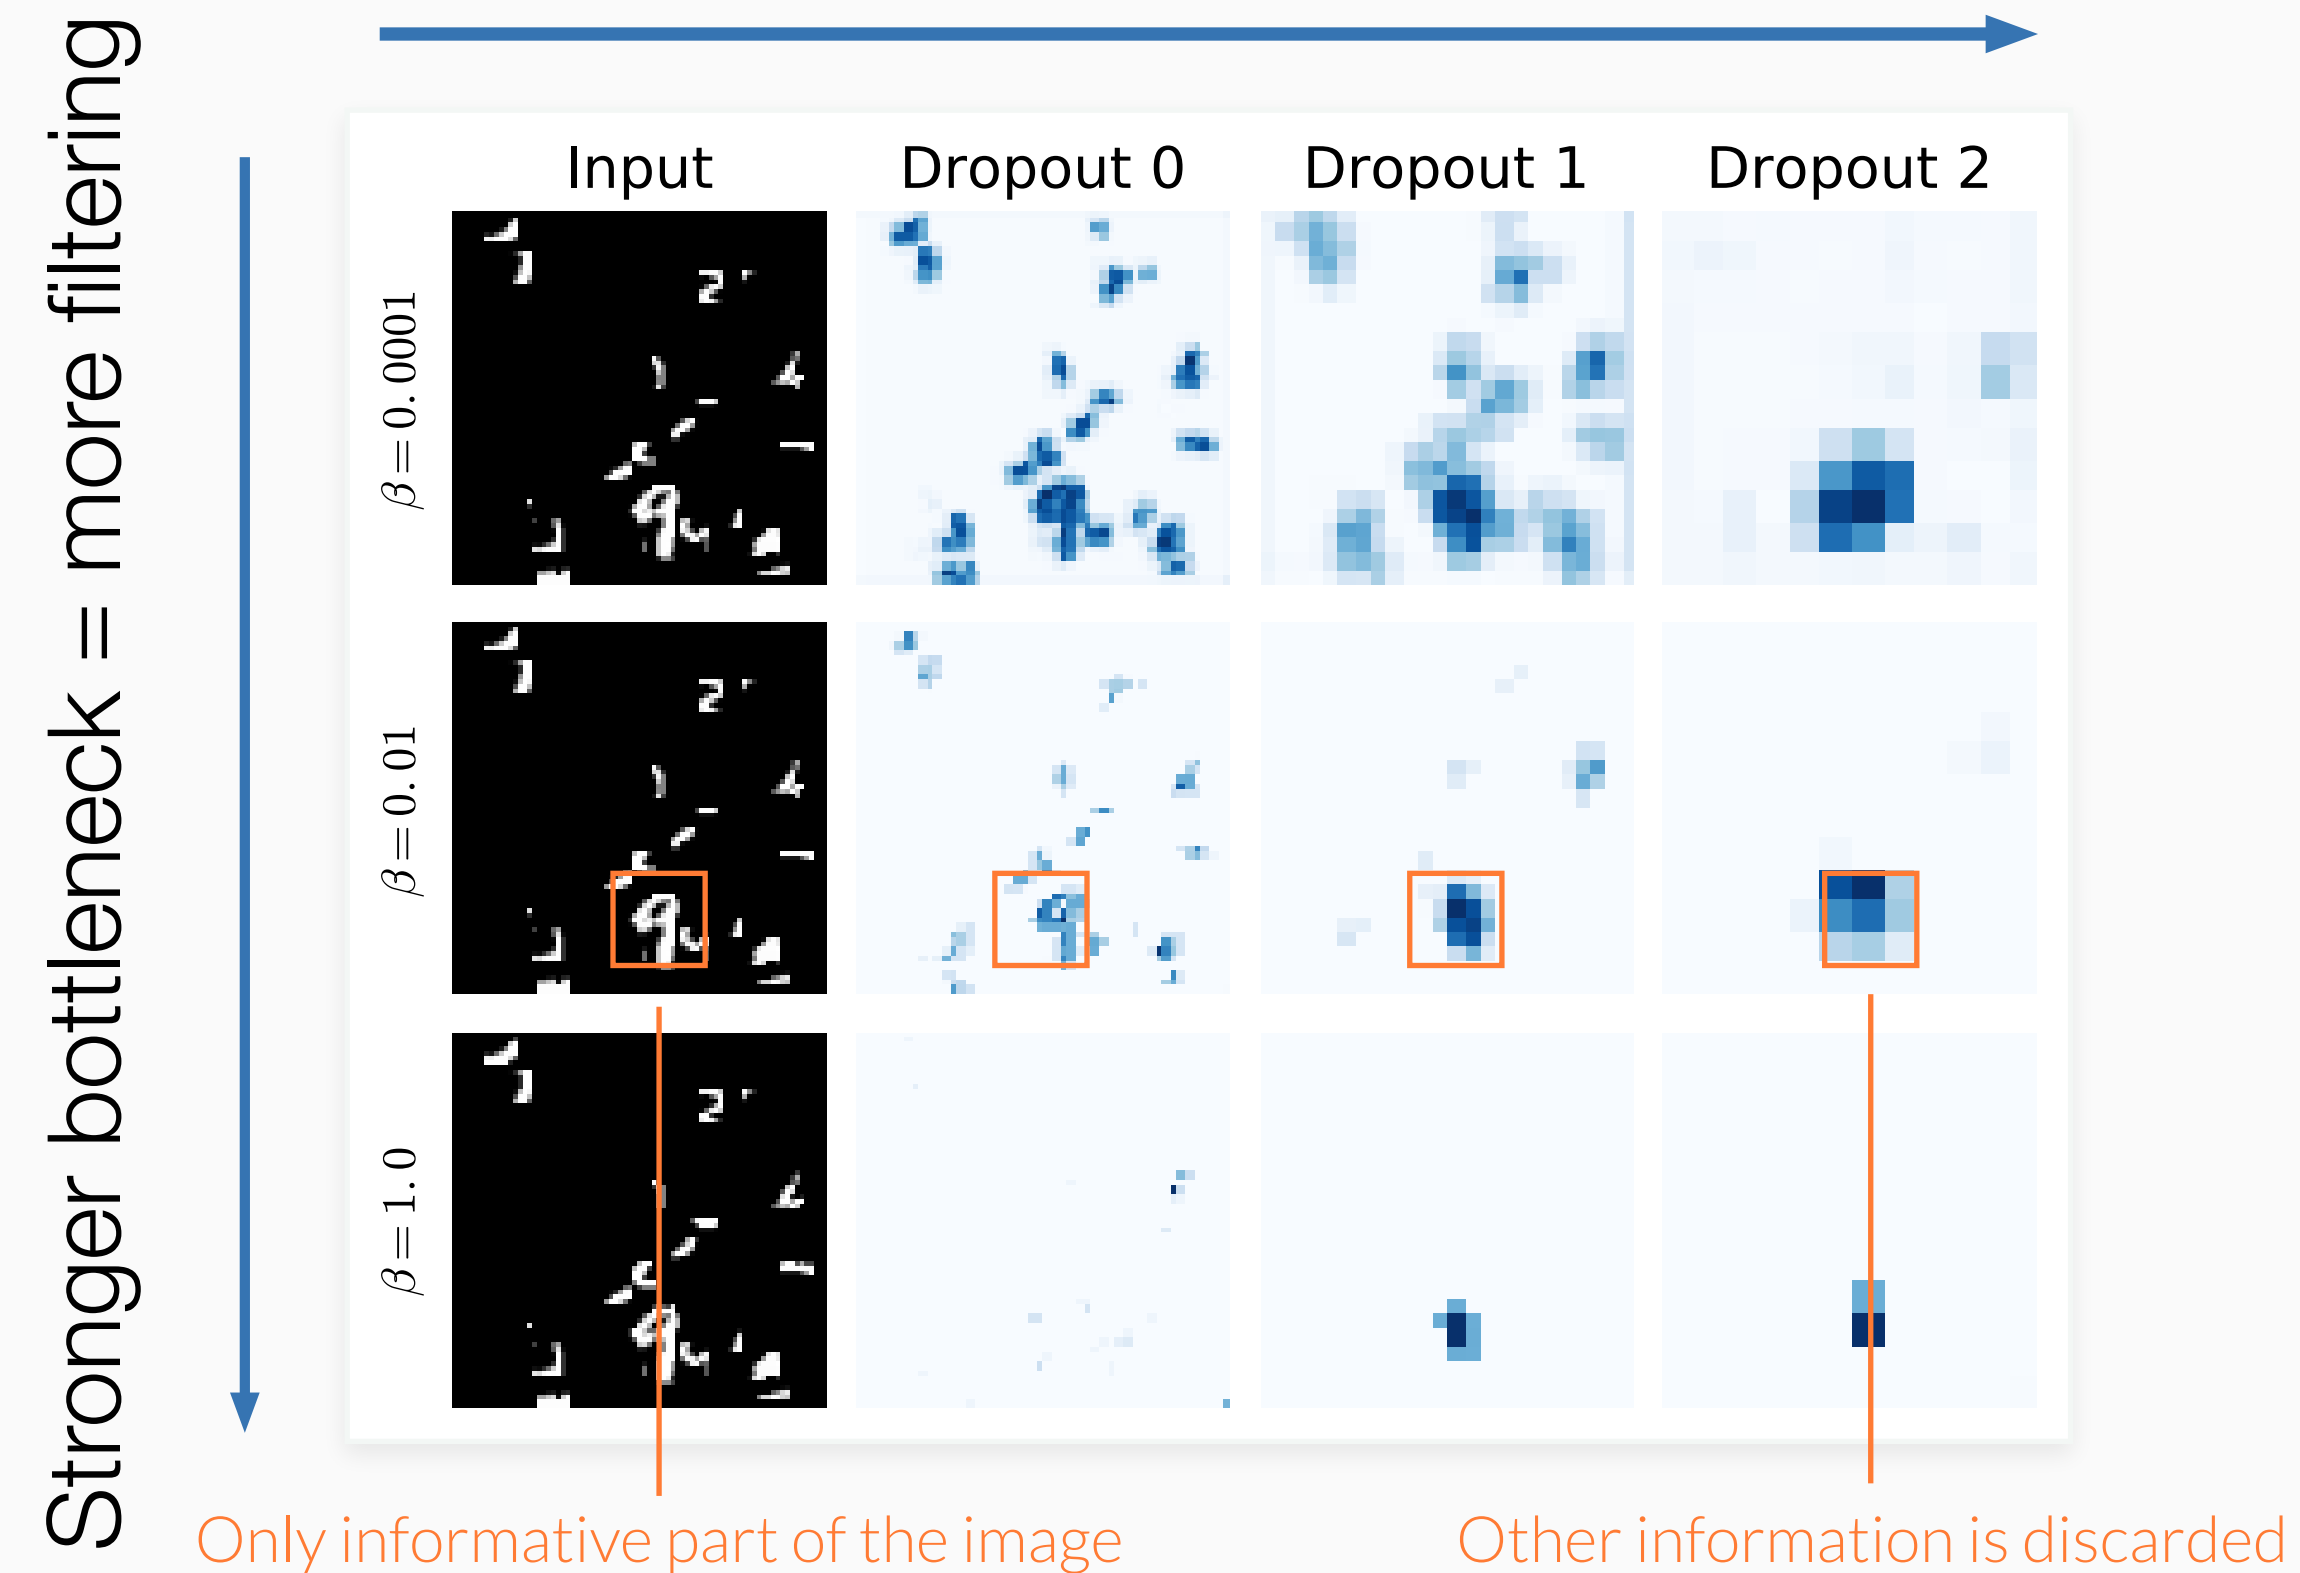 Stronger bottleneck = more filtering
Input Dropout 0 Dropout 1 Dropout 2
β = 0.0001
β = 0.01
β = 1.0
Only informative part of the image
Other information is discarded